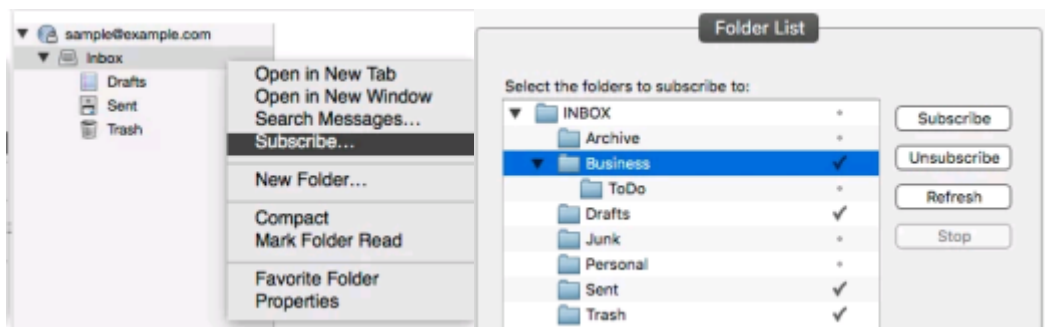 sample@example.com
Inbox
Drafts
Sent
Trash
Open in New Tab
Open in New Window
Search Messages...
Subscribe...
New Folder...
Compact
Mark Folder Read
Favorite Folder
Properties
Folder List
Select the folders to subscribe to:
INBOX
Archive
Business
ToDo
Drafts
Junk
Personal
Sent
Trash
Subscribe
Unsubscribe
Refresh
Stop